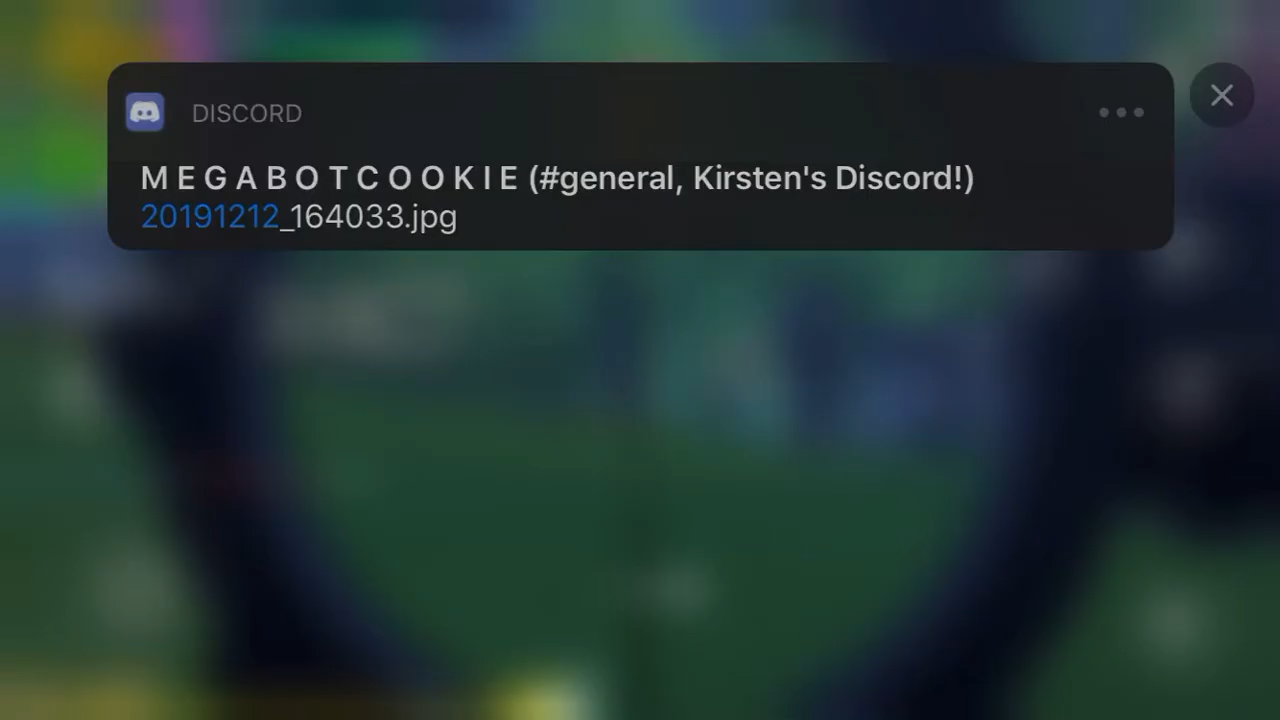 DISCORD
M E G A B O T C O O K I E (#general, Kirsten's Discord!)
20191212_164033.jpg